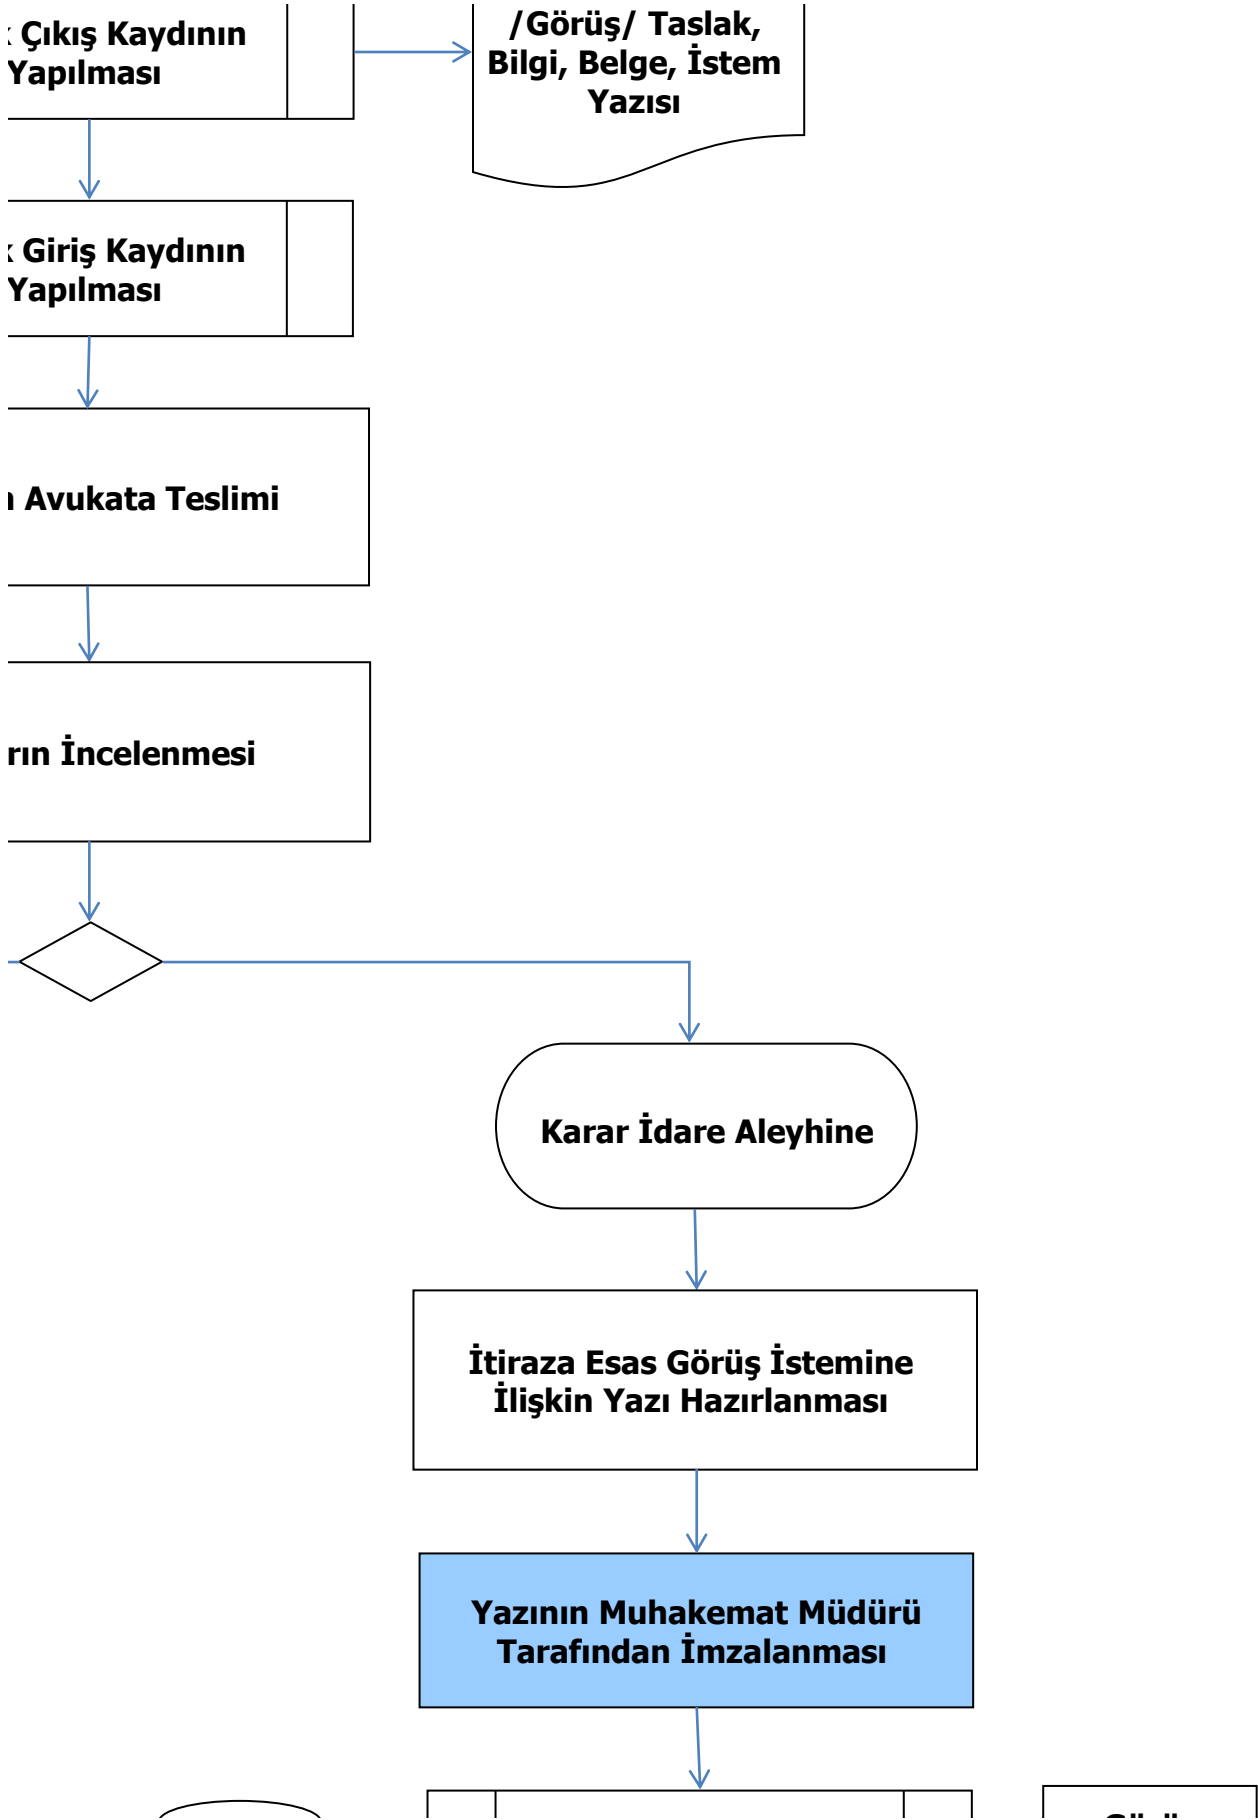 Çıkış Kaydının
Yapılması
/Görüş/ Taslak,
Bilgi, Belge, İstem
Yazısı
Giriş Kaydının
Yapılması
Avukata Teslimi
İncelenmesi
Karar İdare Aleyhine
İtiraza Esas Görüş İstemine
İlişkin Yazı Hazırlanması
Yazının Muhakemat Müdürü
Tarafından İmzalanması